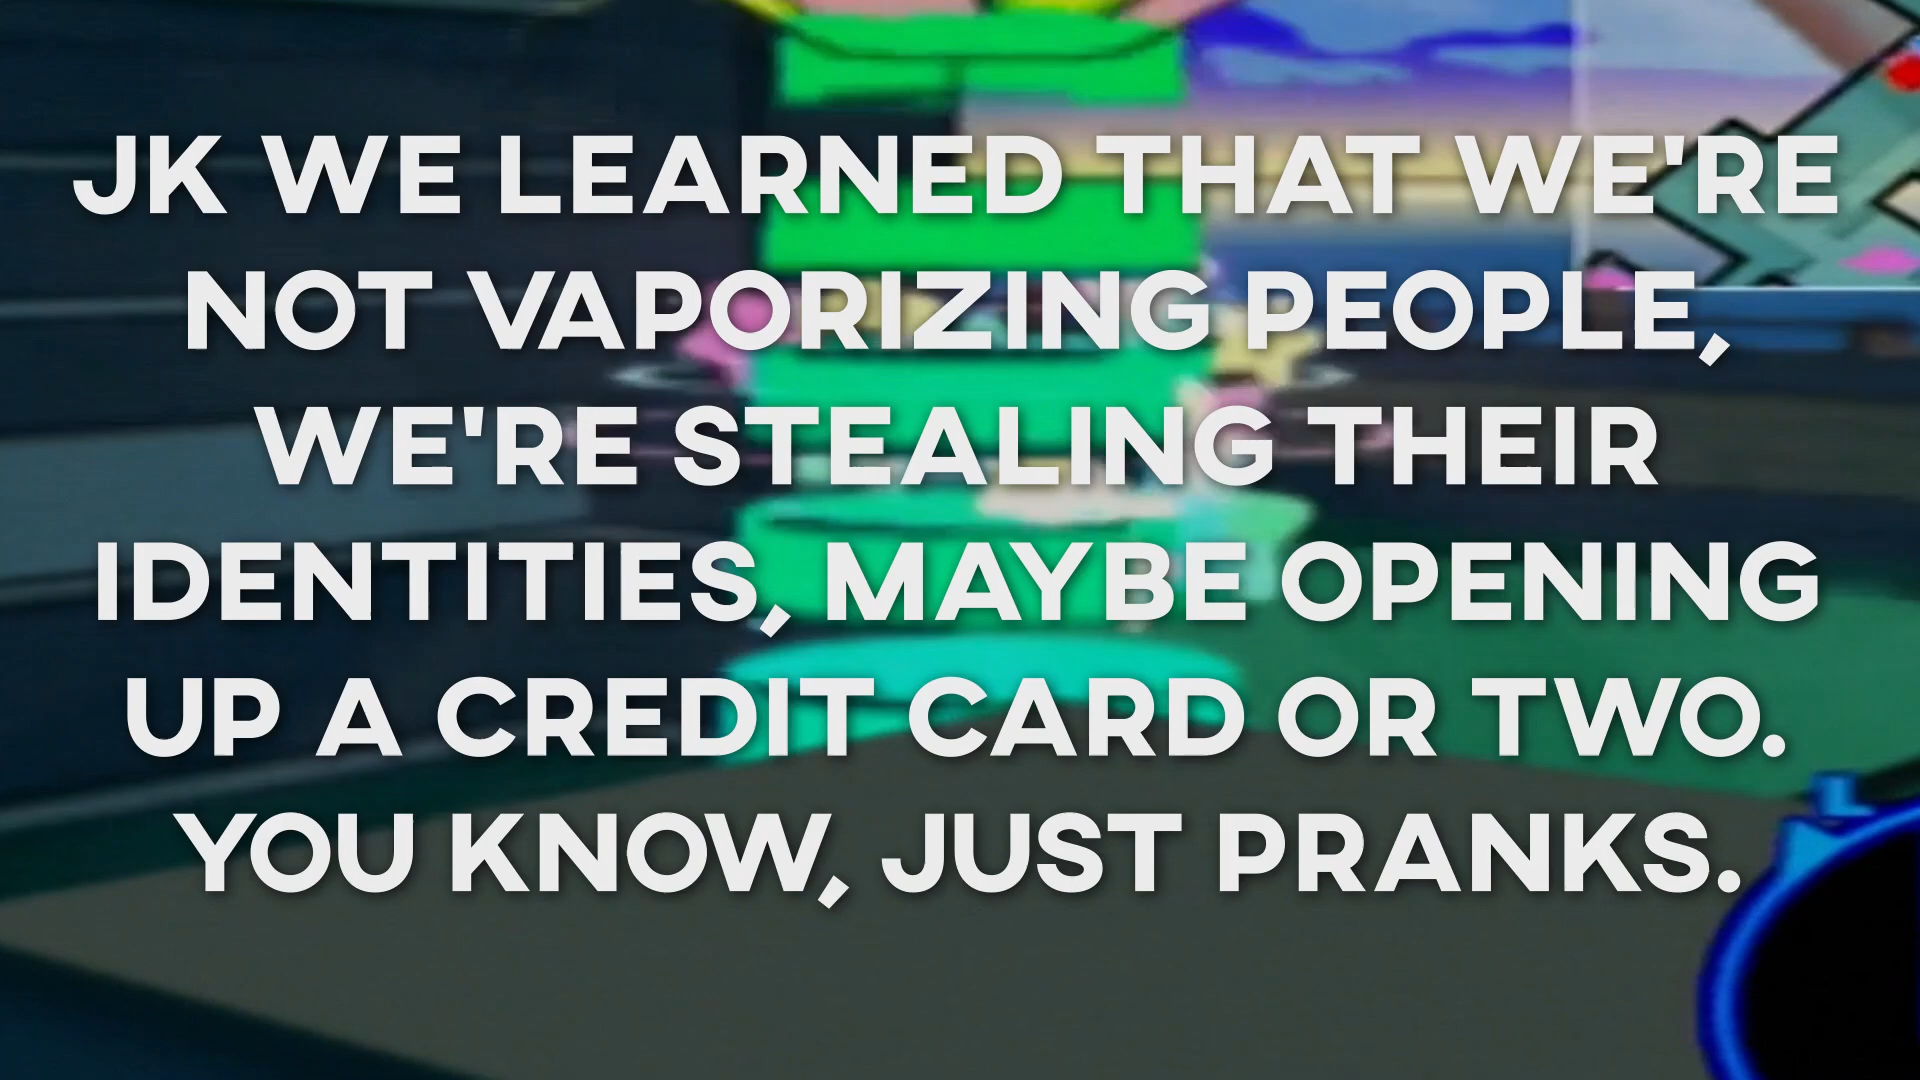 JK WE LEARNED THAT WE'RE
NOT VAPORIZING PEOPLE,
WE'RE STEALING THEIR
IDENTITIES, MAYBE OPENING
UP A CREDIT CARD OR TWO.
YOU KNOW, JUST PRANKS.